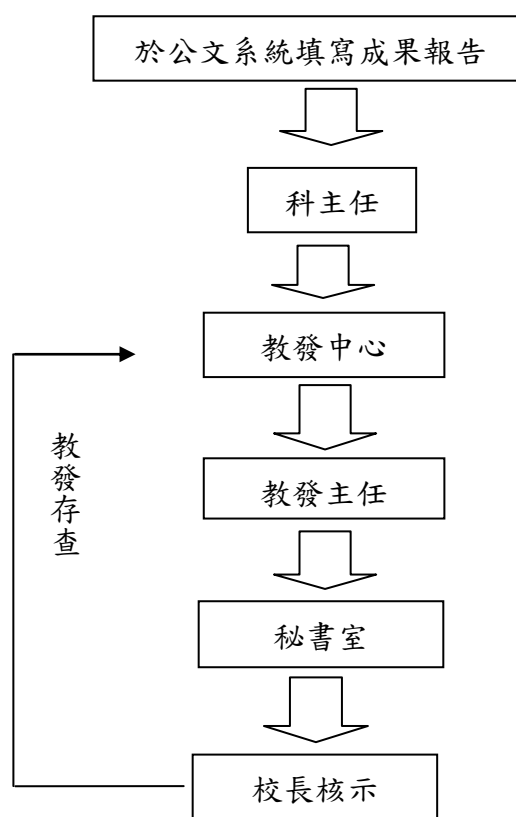 於公文系統填寫成果報告
科主任
教發中心
教發存查
教發主任
秘書室
校長核示